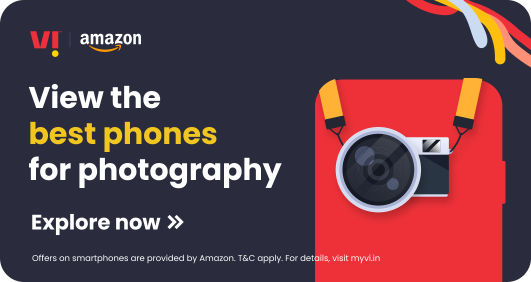 VI amazon
View the
best phones
for photography
Explore now »
Offers on smartphones are provided by Amazon. T&C apply. For details, visit myvi.in